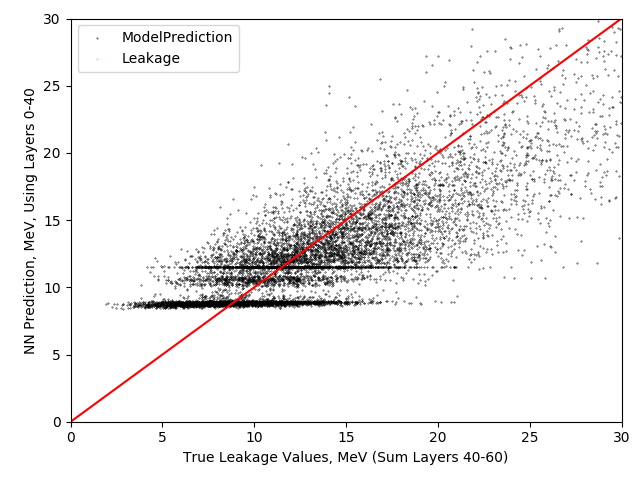 30
25
20
15
10
5
0
NN Prediction, MeV, Using Layers 0-40
ModelPrediction
Leakage
0 5 10 15 20 25 30
True Leakage Values, MeV (Sum Layers 40-60)